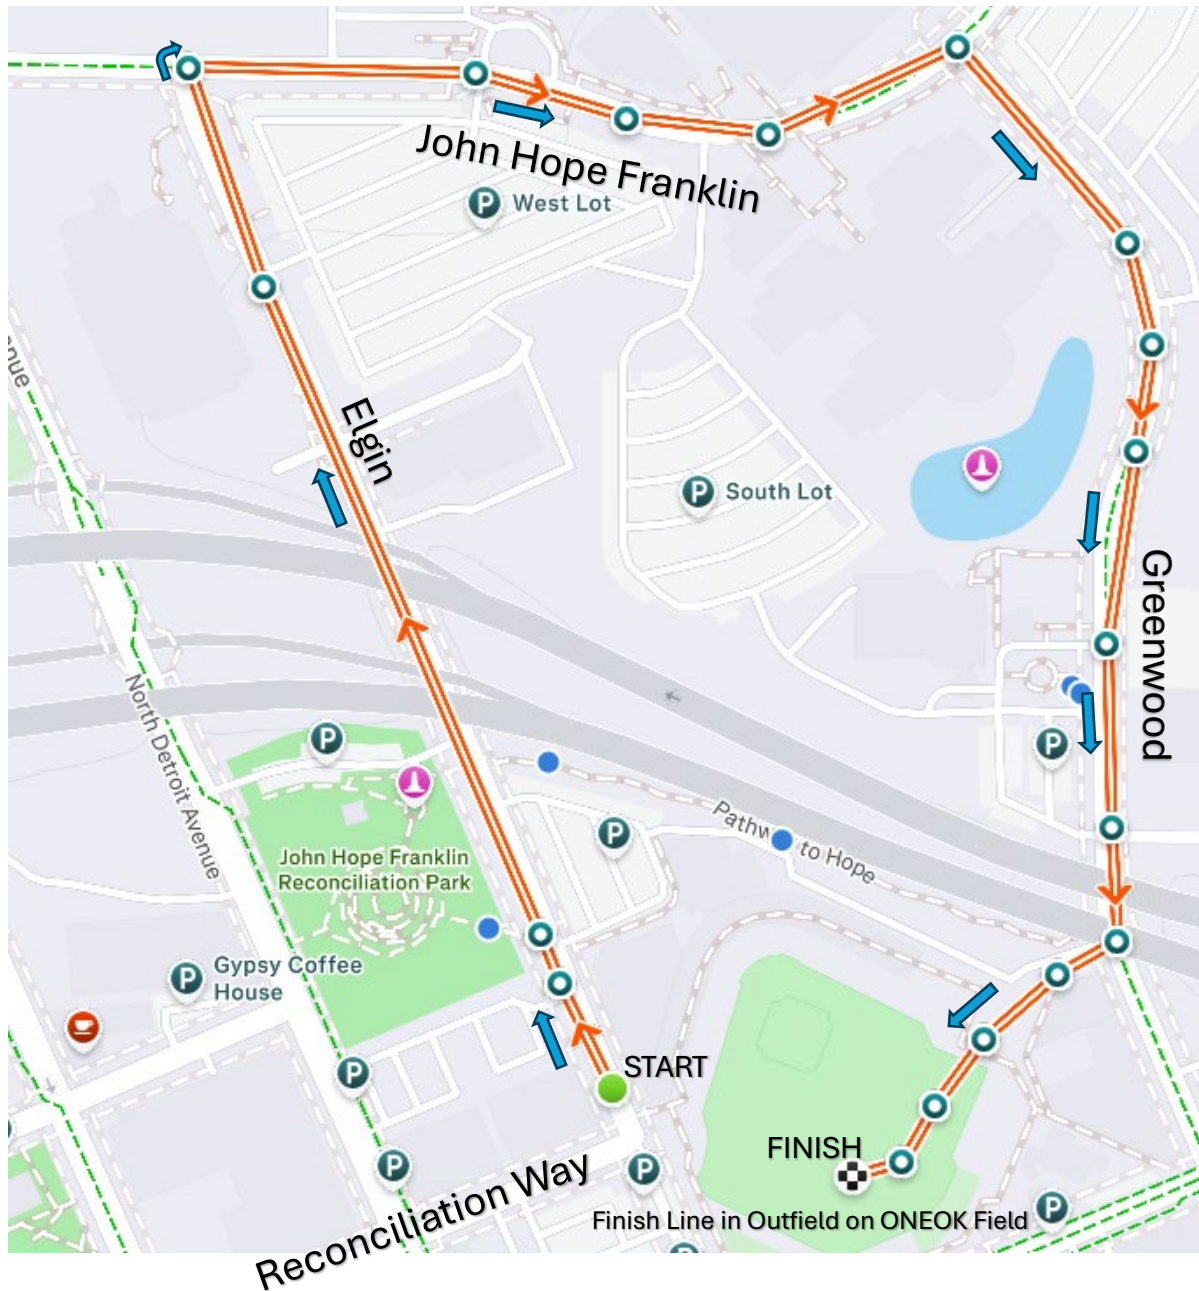 John Hope Franklin
P
West Lot
enue
Elgin
P
South Lot
Greenwood
North Detroit Avenue
P
P
P
Pathw to Hope
John Hope Franklin
Reconciliation Park
P
Gypsy Coffee
House
START
P
FINISH
P
P
Reconciliation Way
P
Finish Line in Outfield on ONEOK Field